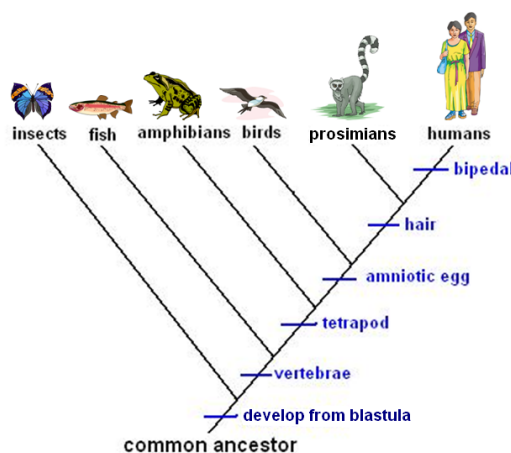 insects fish amphibians birds prosimians humans
bipedal
hair
amniotic egg
tetrapod
vertebrae
develop from blastula
common ancestor